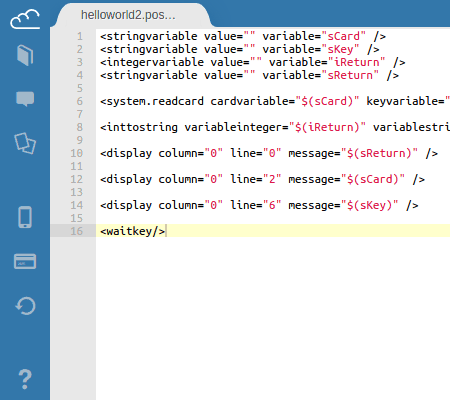 helloworld2.pos...
1 <stringvariable value="" variable="sCard" />
2 <stringvariable value="" variable="sKey" />
3 <integervariable value="" variable="iReturn" />
4 <stringvariable value="" variable="sReturn" />
5
6 <system.readcard cardvariable="$(sCard)" keyvariable="
7
8 <inttostring variableinteger="$(iReturn)" variablestri
9
10 <display column="0" line="0" message="$(sReturn)" />
11
12 <display column="0" line="2" message="$(sCard)" />
13
14 <display column="0" line="6" message="$(sKey)" />
15
16 <waitkey/>
?